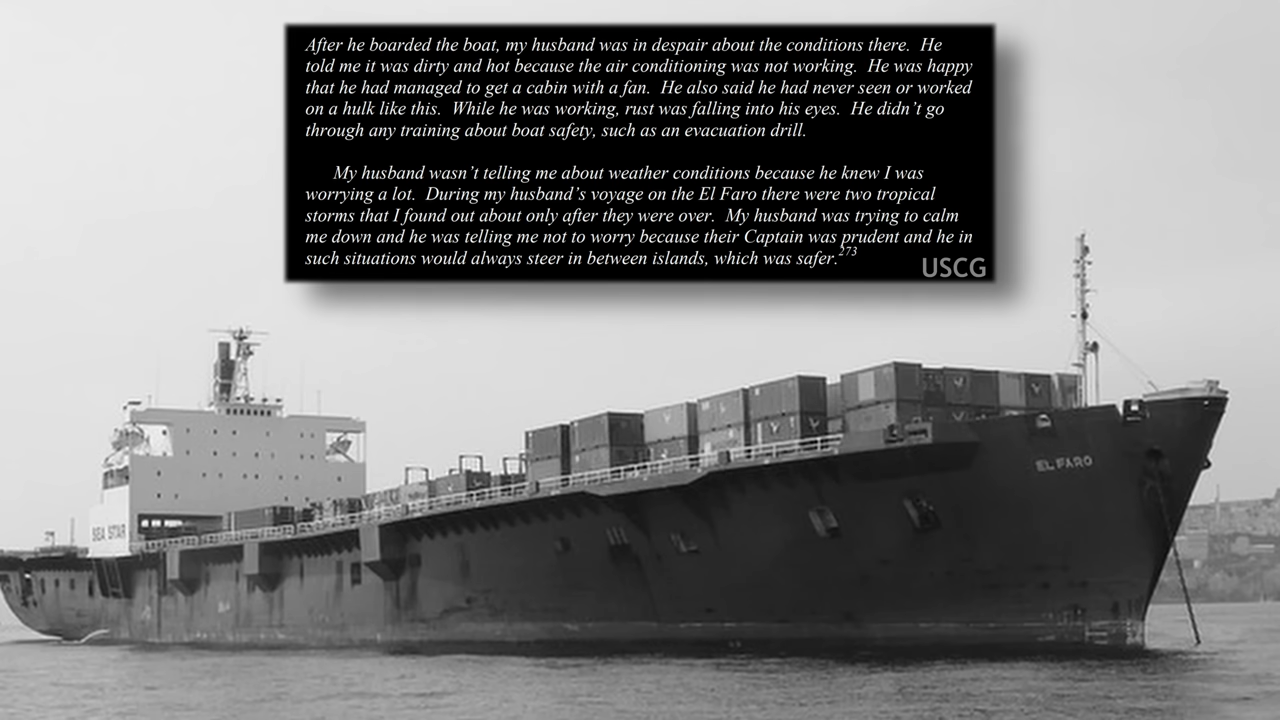 After he boarded the boat, my husband was in despair about the conditions there. He
told me it was dirty and hot because the air conditioning was not working. He was happy
that he had managed to get a cabin with a fan. He also said he had never seen or worked
on a hulk like this. While he was working, rust was falling into his eyes. He didn't go
through any training about boat safety, such as an evacuation drill.
My husband wasn't telling me about weather conditions because he knew I was
worrying a lot. During my husband's voyage on the El Faro there were two tropical
storms that I found out about only after they were over. My husband was trying to calm
me down and he was telling me not to worry because their Captain was prudent and he in
such situations would always steer in between islands, which was safer.273
USCG
EL FARO
SEA STAR